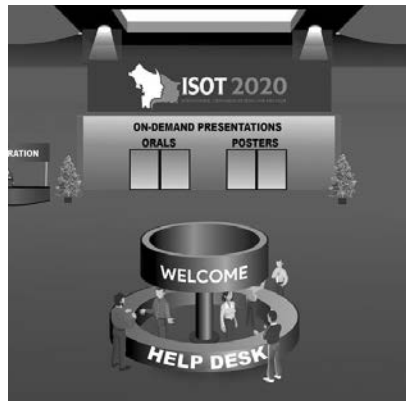 ISOT 2020
ON-DEMAND PRESENTATIONS
ORALS
POSTERS
RATION
WELCOME
HELP DESK